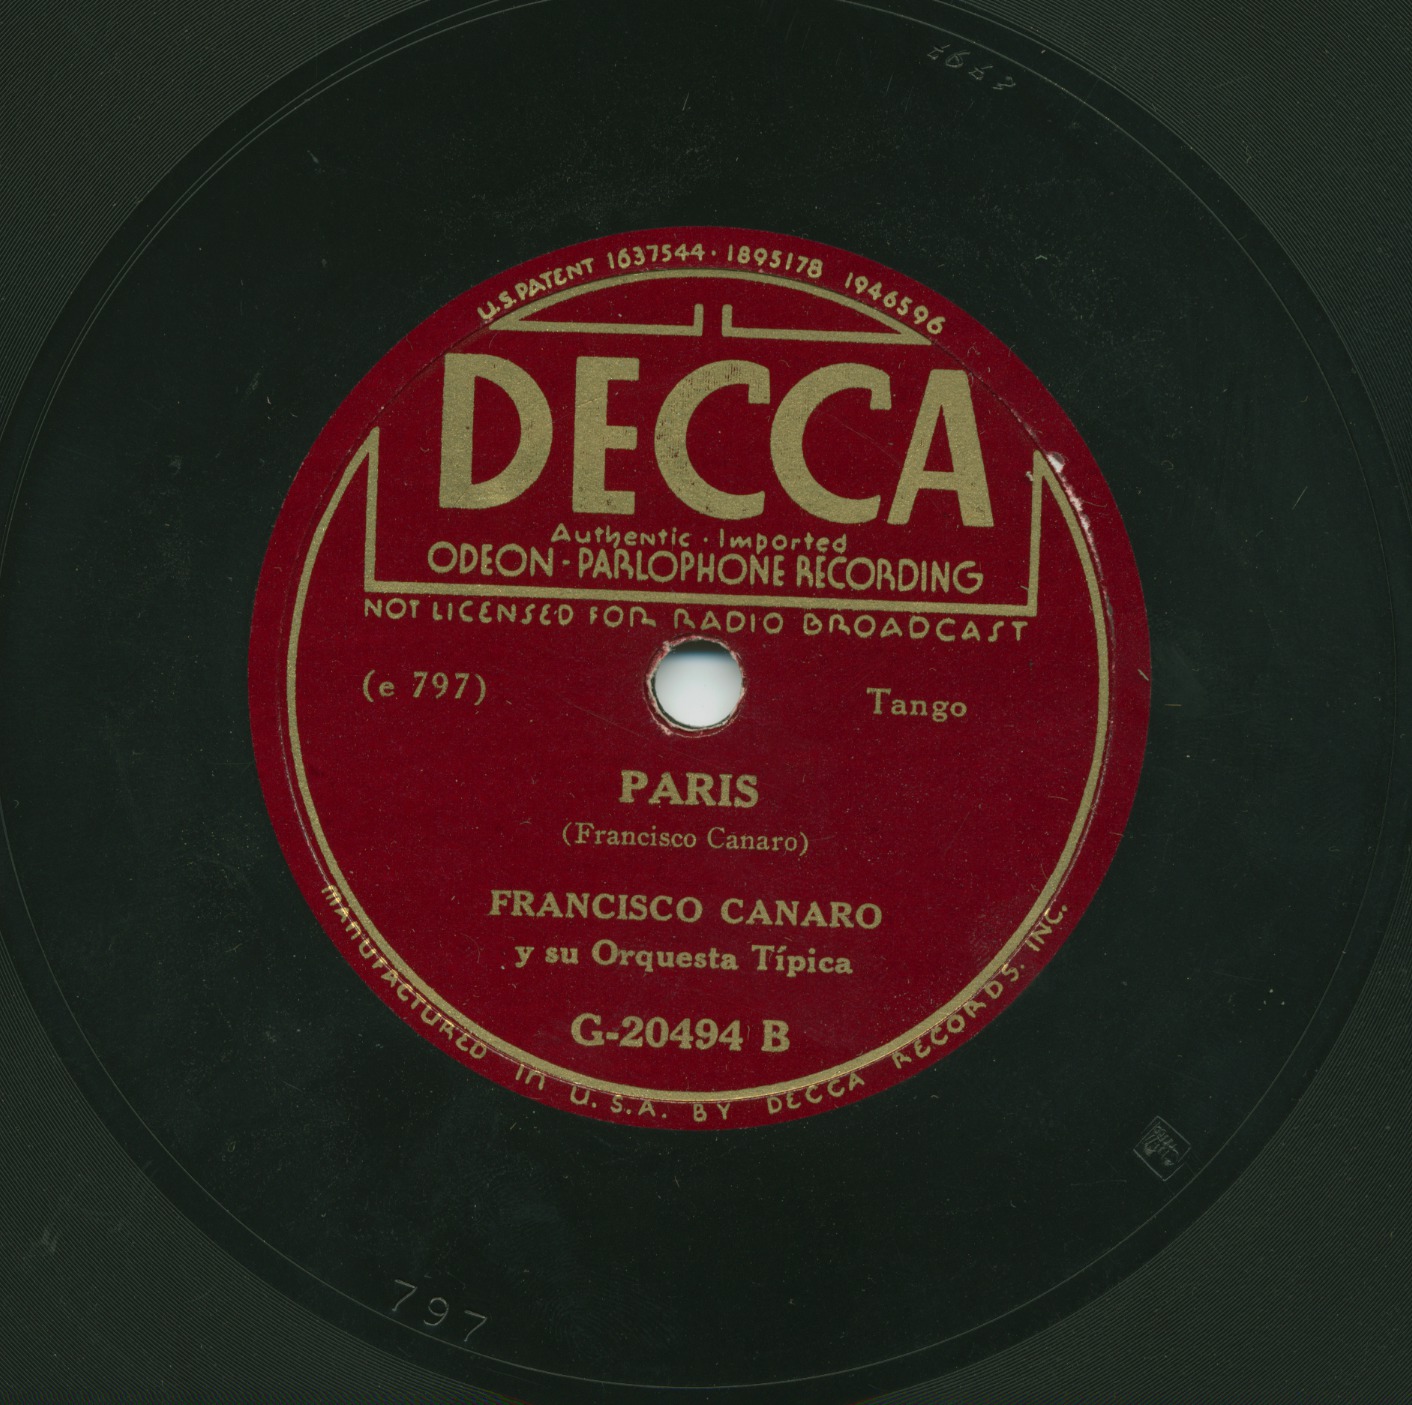 U.S. PATENT 1637544 · 1895178 1946596
DECCA
Authentic · Imported
ODEON - PARLOPHONE RECORDING
NOT LICENSED FOR RADIO BROADCAST
(e 797)
Tango
PARIS
(Francisco Canaro)
FRANCISCO CANARO
y su Orquesta Típica
G-20494 B
MANUFACTURED IN U.S.A. BY DECCA RECORDS, INC.
797